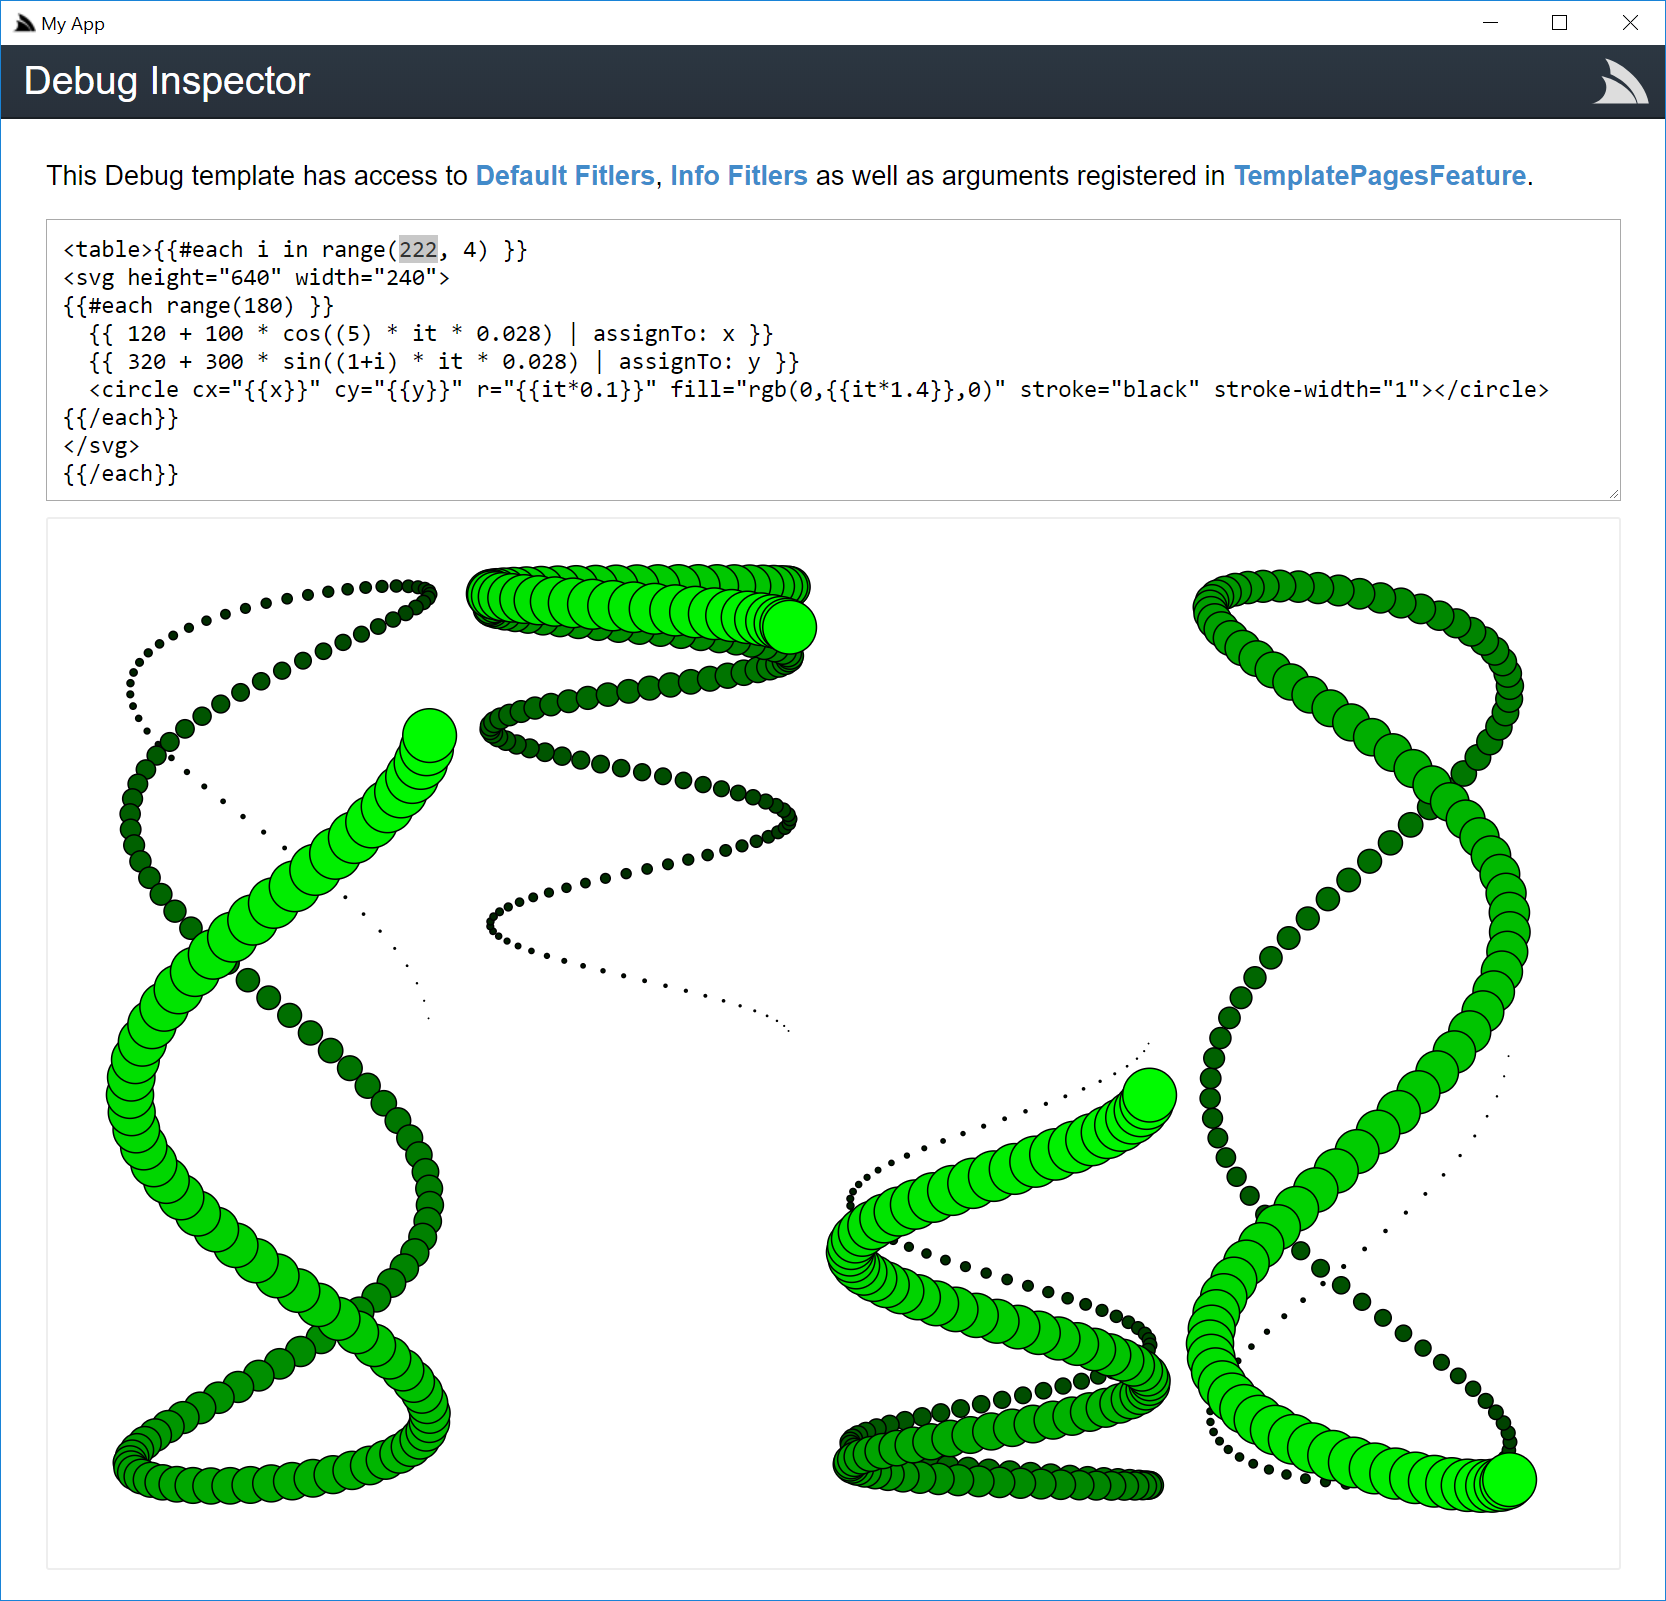 My App
Debug Inspector
This Debug template has access to Default Fitlers, Info Fitlers as well as arguments registered in TemplatePagesFeature.
<table>{{#each i in range(222, 4) }}
<svg height="640" width="240">
{{#each range(180) }}
  {{ 120 + 100 * cos((5) * it * 0.028) | assignTo: x }}
  {{ 320 + 300 * sin((1+i) * it * 0.028) | assignTo: y }}
  <circle cx="{{x}}" cy="{{y}}" r="{{it*0.1}}" fill="rgb(0,{{it*1.4}},0)" stroke="black" stroke-width="1"></circle>
{{/each}}
</svg>
{{/each}}